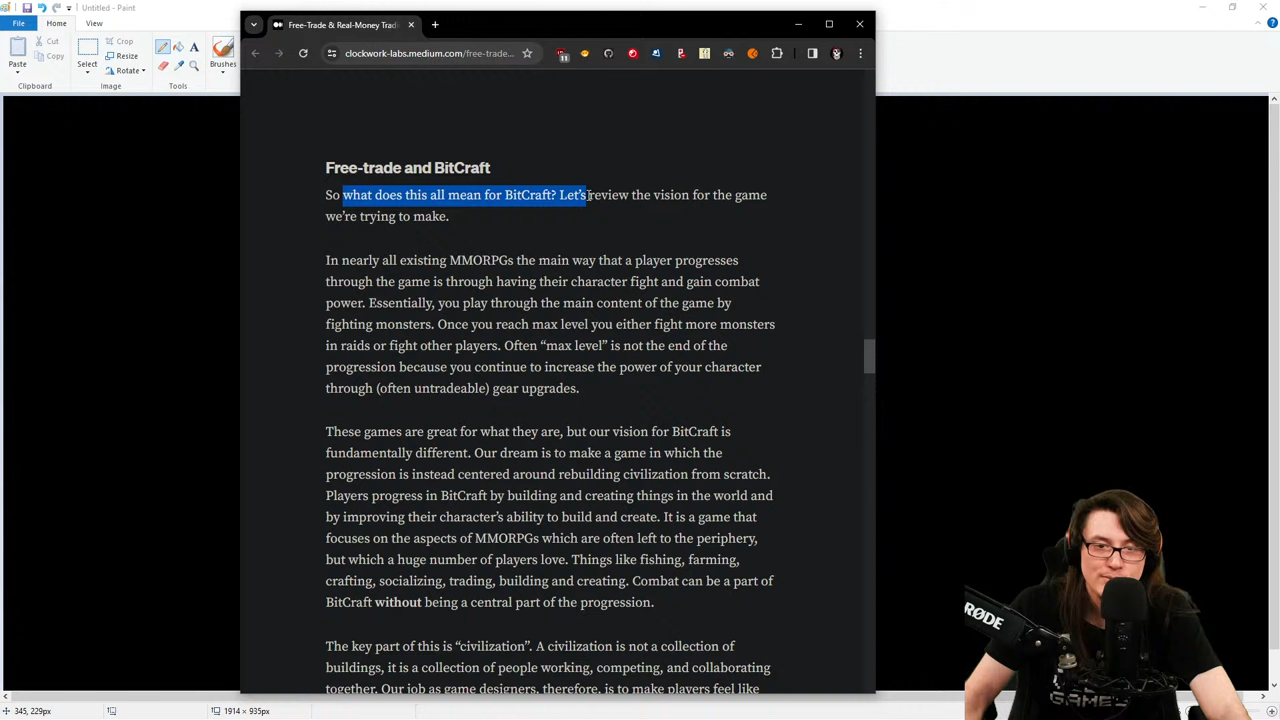 Untitled - Paint
File
Home
View
Paste
Cut
Copy
Clipboard
Select
Crop
Resize
Rotate
Image
Tools
Brushes
Free-Trade & Real-Money Trad
clockwork-labs.medium.com/free-trade...
11
Free-trade and BitCraft
So what does this all mean for BitCraft? Let’s review the vision for the game
we’re trying to make.
In nearly all existing MMORPGs the main way that a player progresses
through the game is through having their character fight and gain combat
power. Essentially, you play through the main content of the game by
fighting monsters. Once you reach max level you either fight more monsters
in raids or fight other players. Often “max level” is not the end of the
progression because you continue to increase the power of your character
through (often untradeable) gear upgrades.
These games are great for what they are, but our vision for BitCraft is
fundamentally different. Our dream is to make a game in which the
progression is instead centered around rebuilding civilization from scratch.
Players progress in BitCraft by building and creating things in the world and
by improving their character’s ability to build and create. It is a game that
focuses on the aspects of MMORPGs which are often left to the periphery,
but which a huge number of players love. Things like fishing, farming,
crafting, socializing, trading, building and creating. Combat can be a part of
BitCraft without being a central part of the progression.
The key part of this is “civilization”. A civilization is not a collection of
buildings, it is a collection of people working, competing, and collaborating
together. Our job as game designers, therefore, is to make players feel like
RØDE
GAMES
345, 229px
1914 × 935px